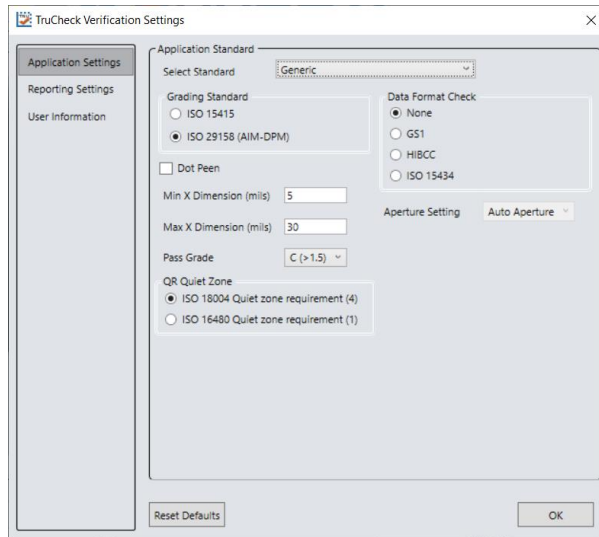 TruCheck Verification Settings
Application Settings
Reporting Settings
User Information
Application Standard
Select Standard
Generic
Grading Standard
ISO 15415
ISO 29158 (AIM-DPM)
Data Format Check
None
GS1
HIBCC
ISO 15434
Dot Peen
Min X Dimension (mils) 5
Max X Dimension (mils) 30
Aperture Setting Auto Aperture
Pass Grade C (>1.5)
QR Quiet Zone
ISO 18004 Quiet zone requirement (4)
ISO 16480 Quiet zone requirement (1)
Reset Defaults
OK